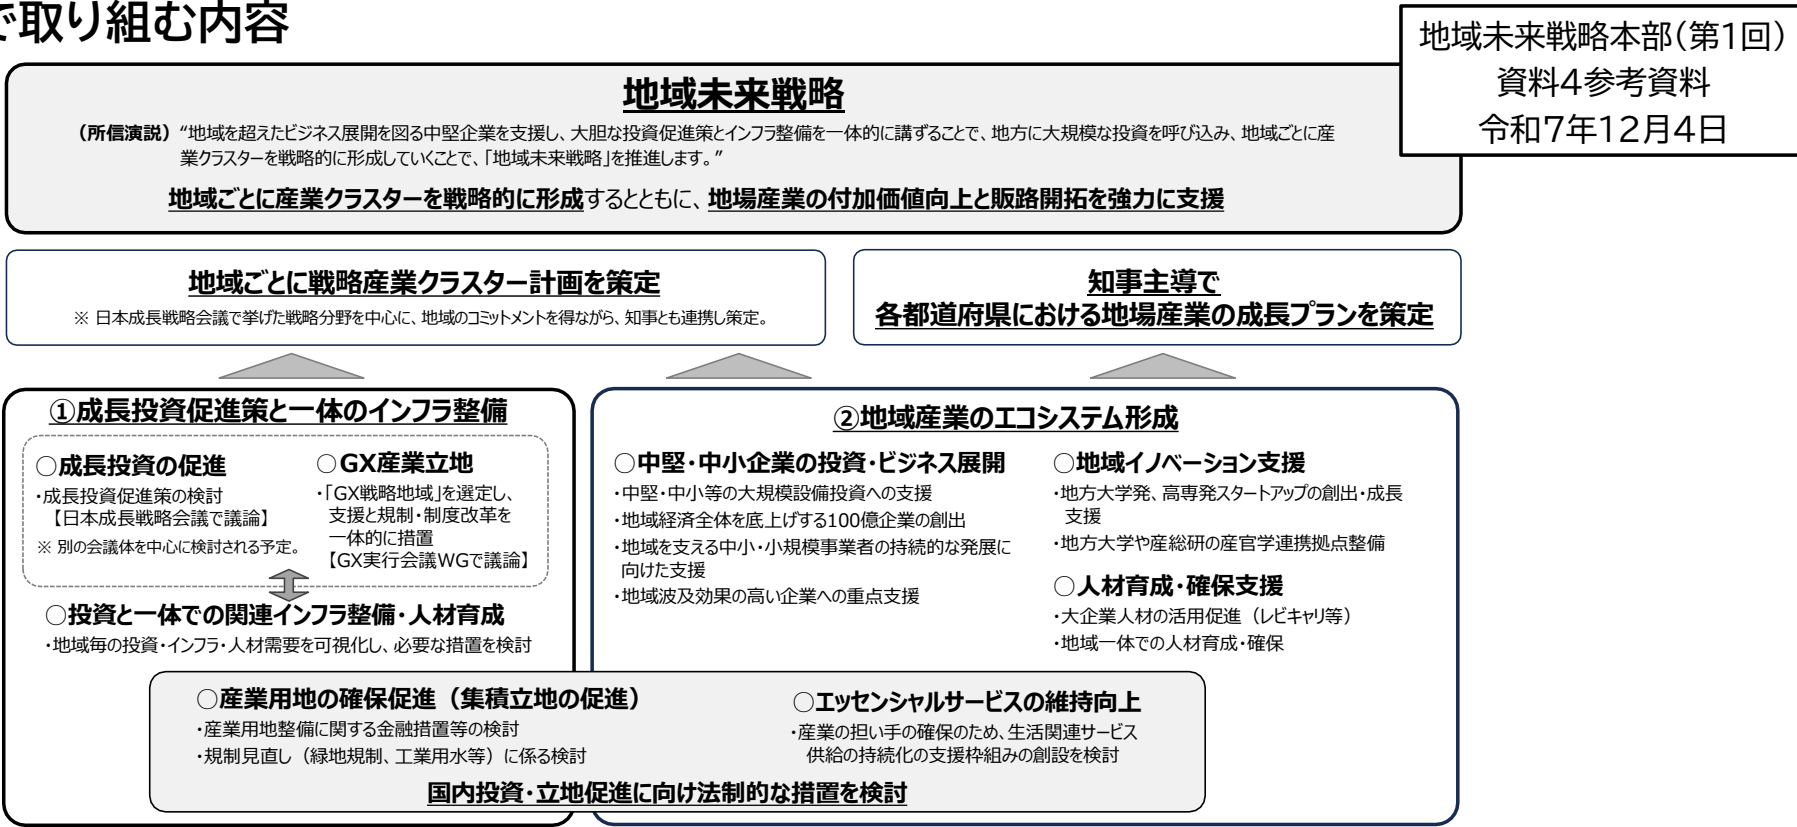 で取り組む内容
地域未来戦略本部（第1回）
資料4参考資料
令和7年12月4日
地域未来戦略
（所信演説）“地域を超えたビジネス展開を図る中堅企業を支援し、大胆な投資促進策とインフラ整備を一体的に講ずることで、地方に大規模な投資を呼び込み、地域ごとに産
業クラスターを戦略的に形成していくことで、「地域未来戦略」を推進します。”
地域ごとに産業クラスターを戦略的に形成するとともに、地場産業の付加価値向上と販路開拓を強力に支援
地域ごとに戦略産業クラスター計画を策定
※ 日本成長戦略会議で挙げた戦略分野を中心に、地域のコミットメントを得ながら、知事とも連携し策定。
知事主導で
各都道府県における地場産業の成長プランを策定
①成長投資促進策と一体のインフラ整備
○成長投資の促進
・成長投資促進策の検討
【日本成長戦略会議で議論】
※ 別の会議体を中心に検討される予定。
○GX産業立地
・「GX戦略地域」を選定し、
支援と規制・制度改革を
一体的に措置
【GX実行会議WGで議論】
○投資と一体での関連インフラ整備・人材育成
・地域毎の投資・インフラ・人材需要を可視化し、必要な措置を検討
②地域産業のエコシステム形成
○中堅・中小企業の投資・ビジネス展開
・中堅・中小等の大規模設備投資への支援
・地域経済全体を底上げする100億企業の創出
・地域を支える中小・小規模事業者の持続的な発展に
向けた支援
・地域波及効果の高い企業への重点支援
○地域イノベーション支援
・地方大学発、高専発スタートアップの創出・成長
支援
・地方大学や産総研の産官学連携拠点整備
○人材育成・確保支援
・大企業人材の活用促進（レビキャリ等）
・地域一体での人材育成・確保
○産業用地の確保促進（集積立地の促進）
・産業用地整備に関する金融措置等の検討
・規制見直し（緑地規制、工業用水等）に係る検討
○エッセンシャルサービスの維持向上
・産業の担い手の確保のため、生活関連サービス
供給の持続化の支援枠組みの創設を検討
国内投資・立地促進に向け法制的な措置を検討